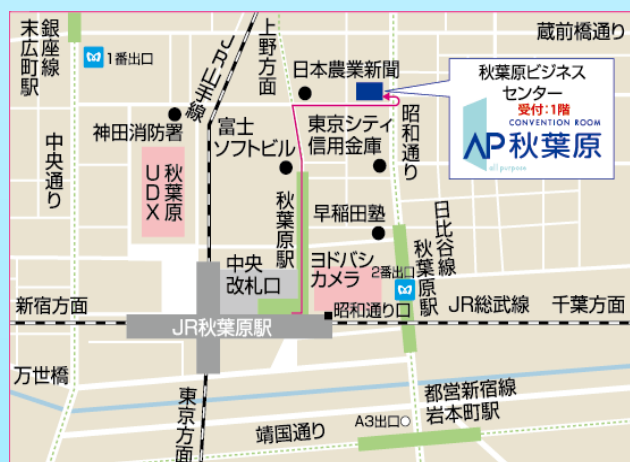 銀座線
末広町駅
1番出口
JR山手線
上野方面
蔵前橋通り
日本農業新聞
秋葉原ビジネス
センター
受付:1階
CONVENTION ROOM
AP秋葉原
all purpose
神田消防署
富士
ソフトビル
東京シティ
信用金庫
昭和通り
中央通り
秋葉原
UDX
秋葉原駅
早稲田塾
日比谷線
秋葉原駅
中央
改札口
ヨドバシ
カメラ
2番出口
新宿方面
昭和通り口
JR総武線
千葉方面
JR秋葉原駅
万世橋
東京方面
都営新宿線
岩本町駅
A3出口
靖国通り